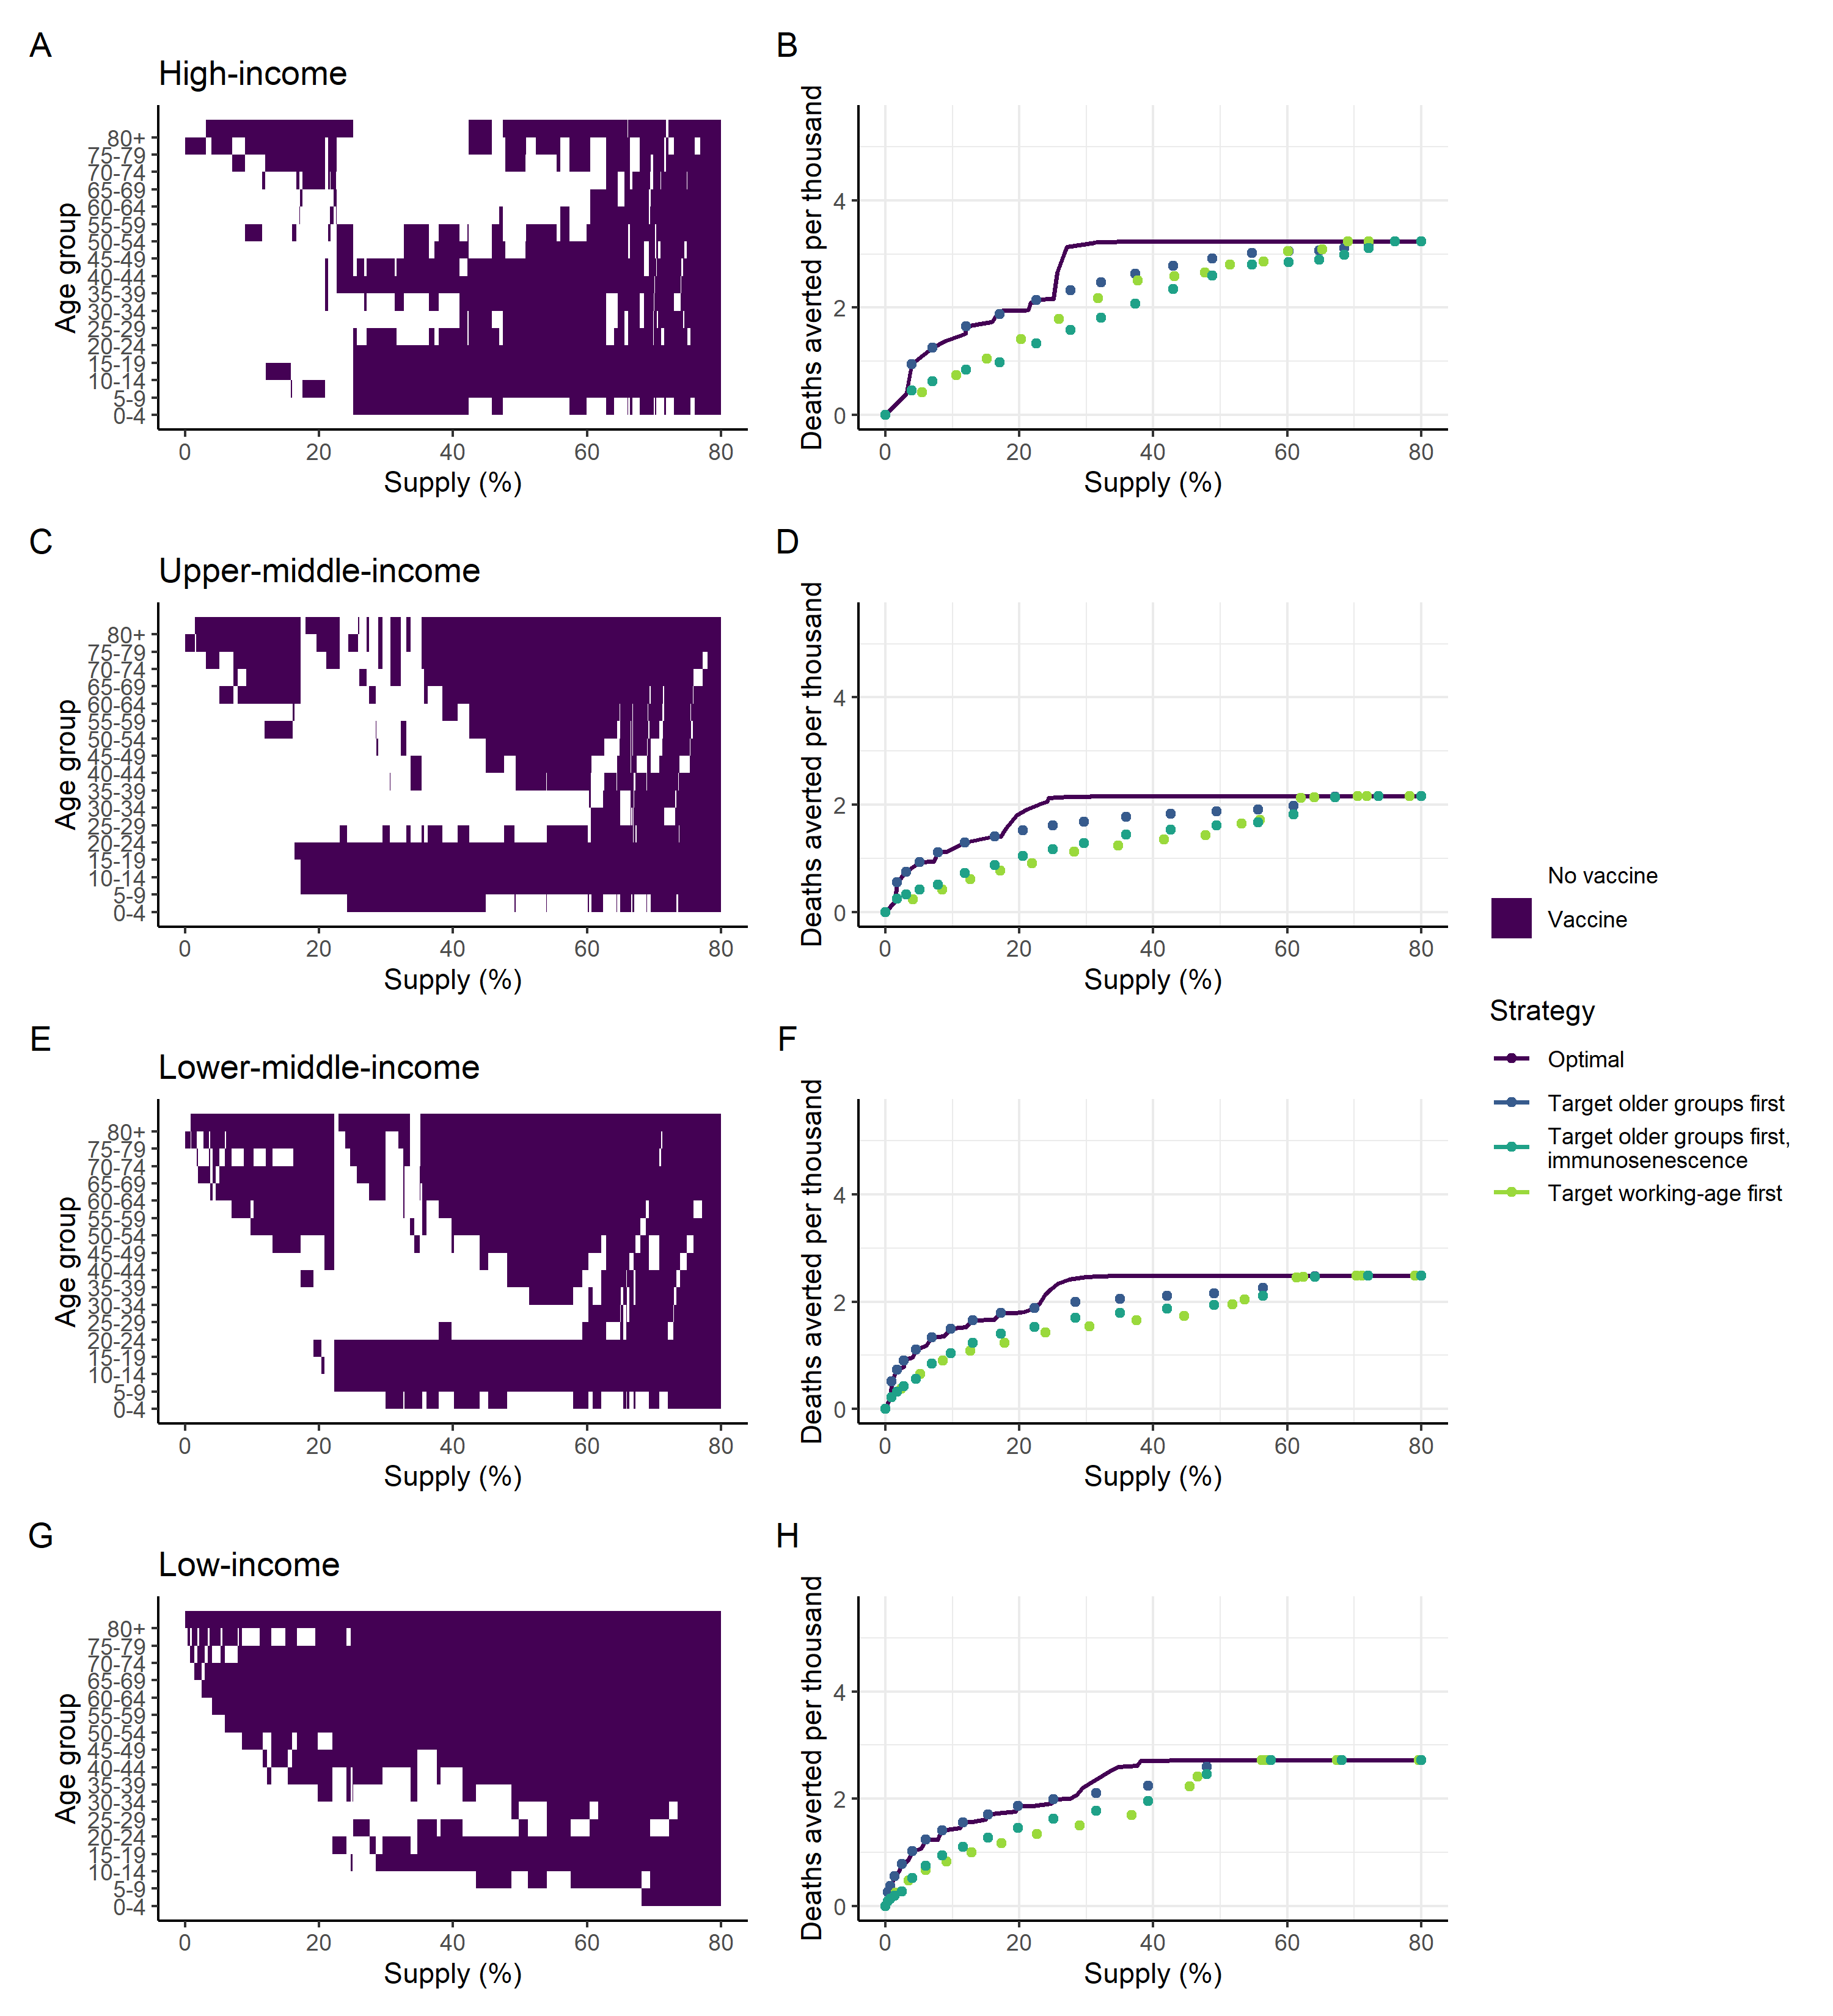 A
High-income
Age group
80+
75-79
70-74
65-69
60-64
55-59
50-54
45-49
40-44
35-39
30-34
25-29
20-24
15-19
10-14
5-9
0-4
0 20 40 60 80
Supply (%)
B
Deaths averted per thousand
4
2
0
0 20 40 60 80
Supply (%)
C
Upper-middle-income
Age group
80+
75-79
70-74
65-69
60-64
55-59
50-54
45-49
40-44
35-39
30-34
25-29
20-24
15-19
10-14
5-9
0-4
0 20 40 60 80
Supply (%)
D
Deaths averted per thousand
4
2
0
0 20 40 60 80
Supply (%)
E
Lower-middle-income
Age group
80+
75-79
70-74
65-69
60-64
55-59
50-54
45-49
40-44
35-39
30-34
25-29
20-24
15-19
10-14
5-9
0-4
0 20 40 60 80
Supply (%)
F
Deaths averted per thousand
4
2
0
0 20 40 60 80
Supply (%)
G
Low-income
Age group
80+
75-79
70-74
65-69
60-64
55-59
50-54
45-49
40-44
35-39
30-34
25-29
20-24
15-19
10-14
5-9
0-4
0 20 40 60 80
Supply (%)
H
Deaths averted per thousand
4
2
0
0 20 40 60 80
Supply (%)
No vaccine
Vaccine
Strategy
Optimal
Target older groups first
Target older groups first,
immunosenescence
Target working-age first